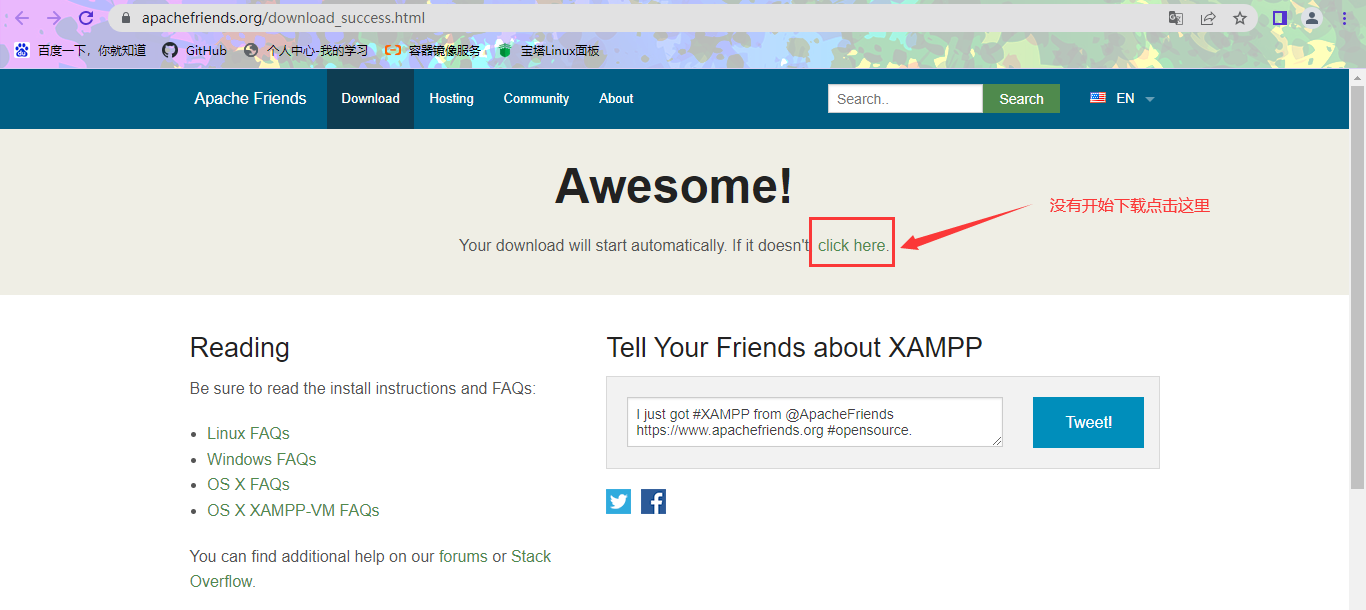 apachefriends.org/download_success.html
百度一下，你就知道 GitHub 个人中心-我的学习 容器镜像服务 宝塔Linux面板
Apache Friends Download Hosting Community About Search.. Search EN
Awesome!
没有开始下载点击这里
Your download will start automatically. If it doesn't click here.
Reading
Be sure to read the install instructions and FAQs:
Linux FAQs
Windows FAQs
OS X FAQs
OS X XAMPP-VM FAQs
You can find additional help on our forums or Stack
Overflow.
Tell Your Friends about XAMPP
I just got #XAMPP from @ApacheFriends
https://www.apachefriends.org #opensource.
Tweet!